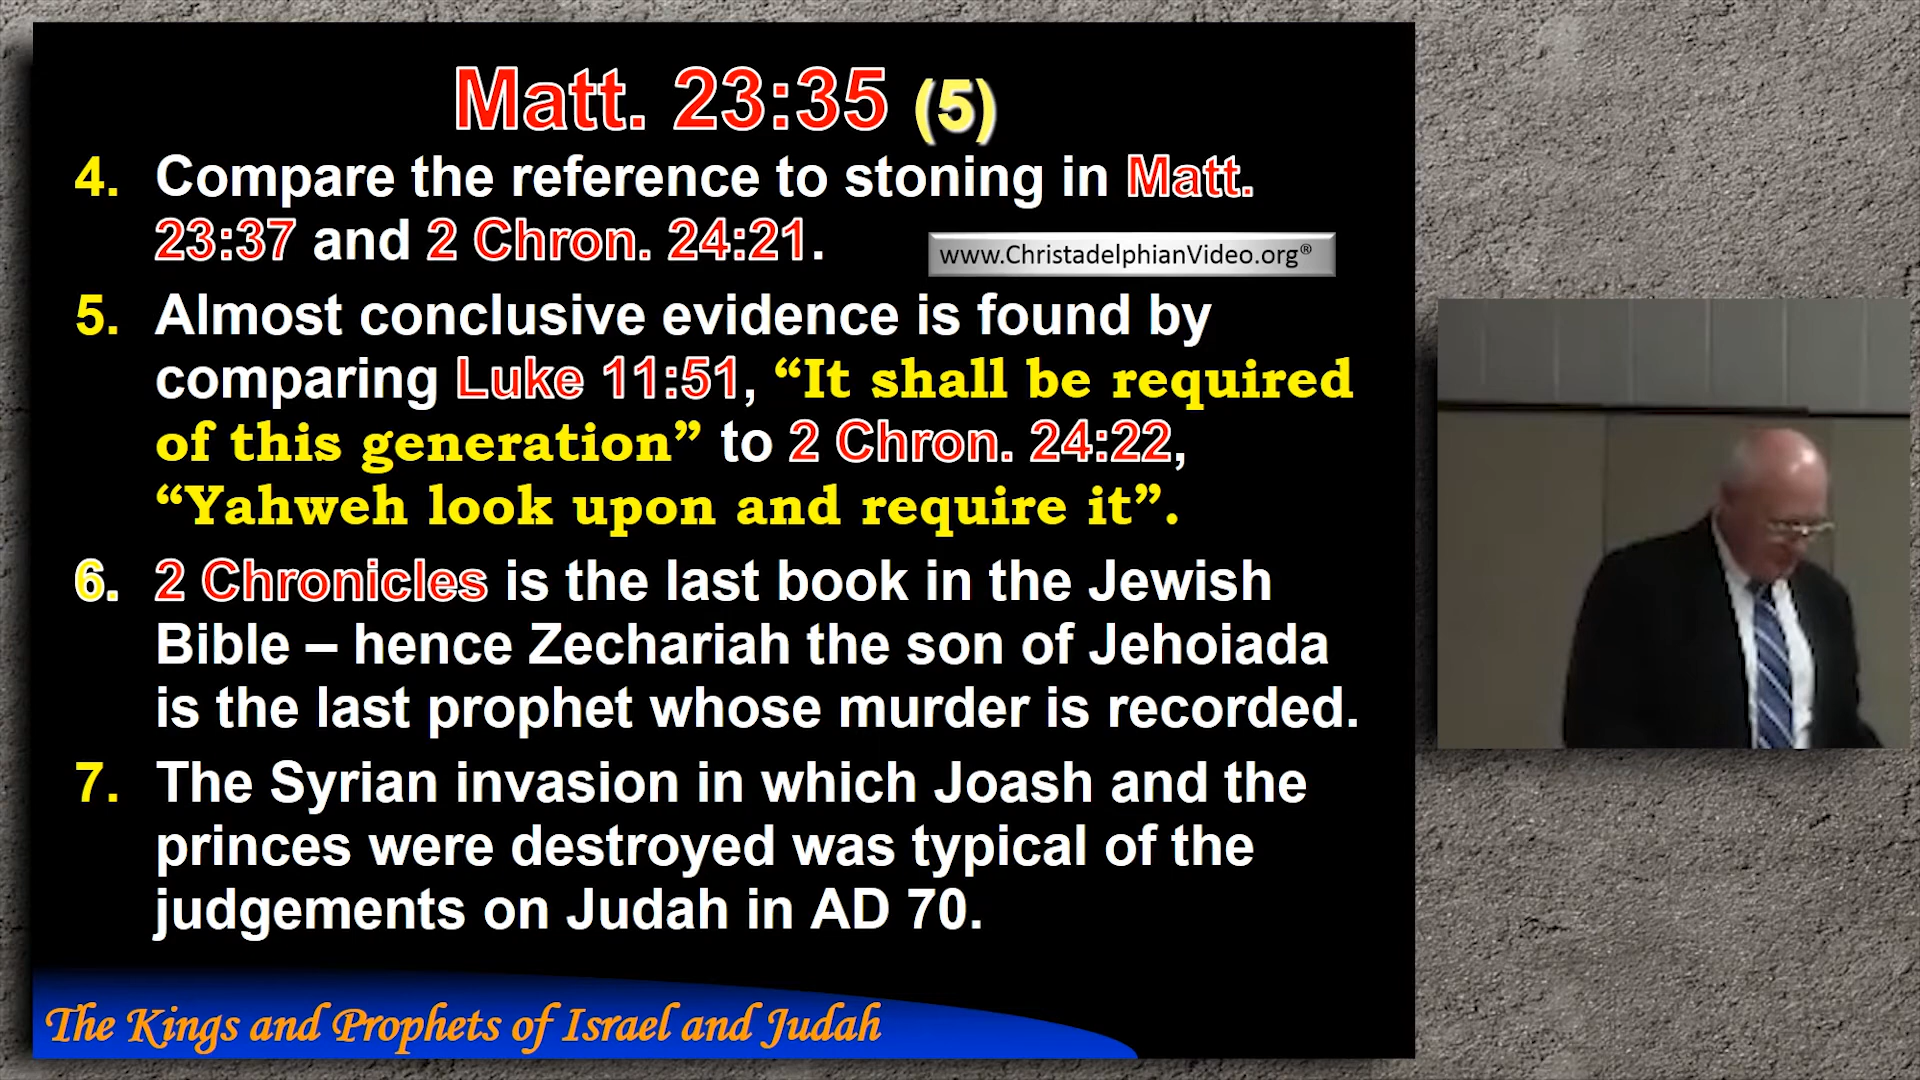 Matt. 23:35 (5)
4. Compare the reference to stoning in Matt.
23:37 and 2 Chron. 24:21.
www.ChristadelphianVideo.org®
5. Almost conclusive evidence is found by
comparing Luke 11:51, “It shall be required
of this generation” to 2 Chron. 24:22,
“Yahweh look upon and require it”.
6. 2 Chronicles is the last book in the Jewish
Bible – hence Zechariah the son of Jehoiada
is the last prophet whose murder is recorded.
7. The Syrian invasion in which Joash and the
princes were destroyed was typical of the
judgements on Judah in AD 70.
The Kings and Prophets of Israel and Judah